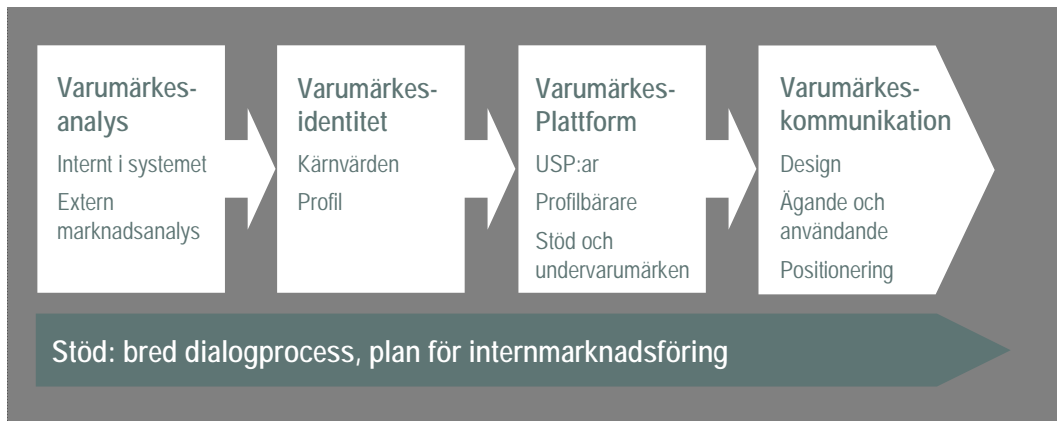 Varumärkes-
analys
Internt i systemet
Extern
marknadsanalys
Varumärkes-
identitet
Kärnvärden
Profil
Varumärkes-
Plattform
USP:ar
Profilbärare
Stöd och
undervarumärken
Varumärkes-
kommunikation
Design
Ägande och
användande
Positionering
Stöd: bred dialogprocess, plan för internmarknadsföring